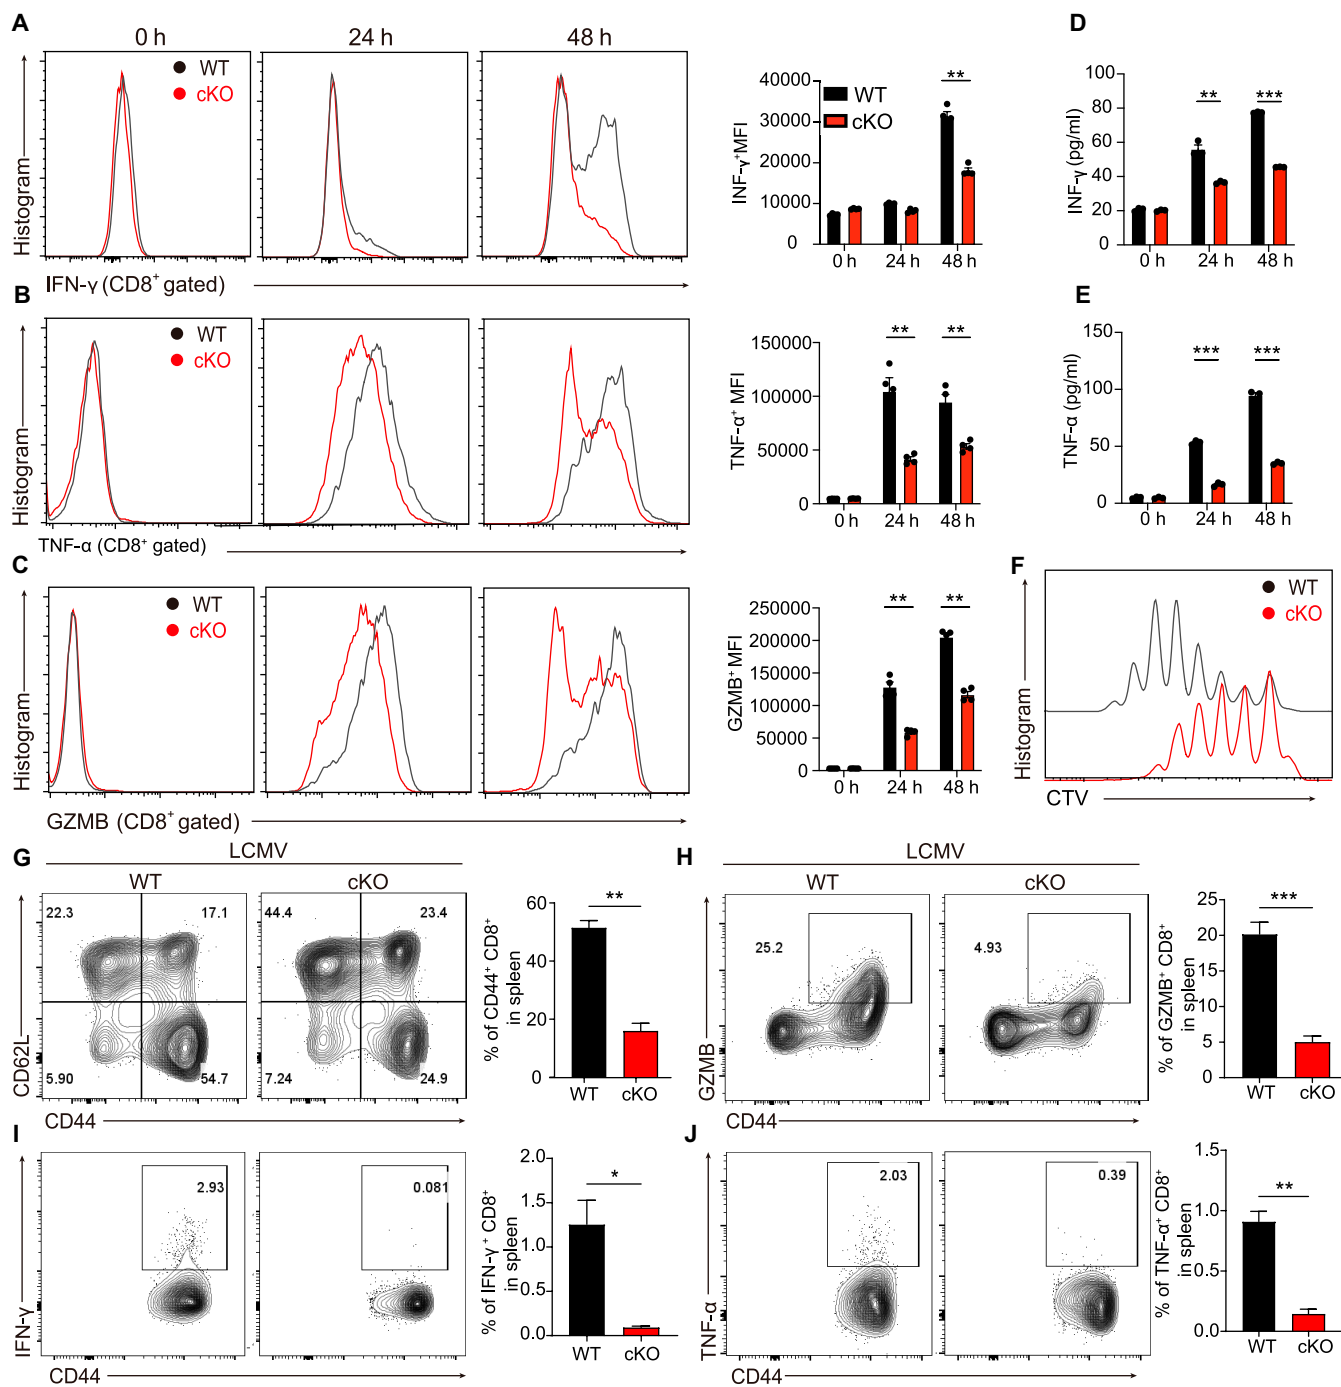 A
0 h
24 h
48 h
WT
cKO
Histogram
IFN-γ (CD8⁺ gated)
INF-γ⁺MFI
40000
30000
20000
10000
0
WT
cKO
**
0 h
24 h
48 h
D
INF-γ (pg/ml)
80
60
40
20
0
**
***
0 h
24 h
48 h
B
WT
cKO
Histogram
TNF-α (CD8⁺ gated)
TNF-α⁺ MFI
150000
100000
50000
0
**
**
0 h
24 h
48 h
E
TNF-α (pg/ml)
150
100
50
0
***
***
0 h
24 h
48 h
C
WT
cKO
Histogram
GZMB (CD8⁺ gated)
GZMB⁺ MFI
250000
200000
150000
100000
50000
0
**
**
0 h
24 h
48 h
F
WT
cKO
Histogram
CTV
G
LCMV
WT
cKO
22.3
17.1
5.90
54.7
44.4
23.4
7.24
24.9
CD62L
CD44
% of CD44⁺ CD8⁺
in spleen
60
40
20
0
**
WT
cKO
H
LCMV
WT
cKO
25.2
4.93
GZMB
CD44
% of GZMB⁺ CD8⁺
in spleen
25
20
15
10
5
0
***
WT
cKO
I
2.93
0.081
IFN-γ
CD44
% of IFN-γ⁺ CD8⁺
in spleen
2.0
1.5
1.0
0.5
0.0
*
WT
cKO
J
2.03
0.39
TNF-α
CD44
% of TNF-α⁺ CD8⁺
in spleen
1.5
1.0
0.5
0.0
**
WT
cKO